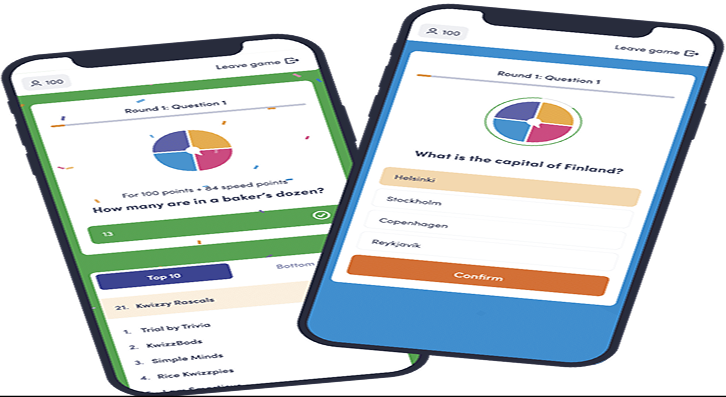 100
Leave game
Round 1: Question 1
For 100 points • 84 speed points
How many are in a baker's dozen?
13
Top 10
Bottom
21. Kwizzy Rascals
1. Trial by Trivia
2. KwizzBods
3. Simple Minds
4. Rice Kwizzpies
100
Leave game
Round 1: Question 1
What is the capital of Finland?
Helsinki
Stockholm
Copenhagen
Reykjavik
Confirm